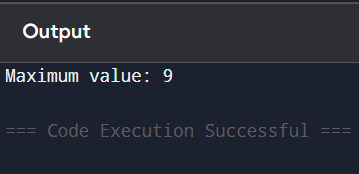 Output
Maximum value: 9
=== Code Execution Successful ===